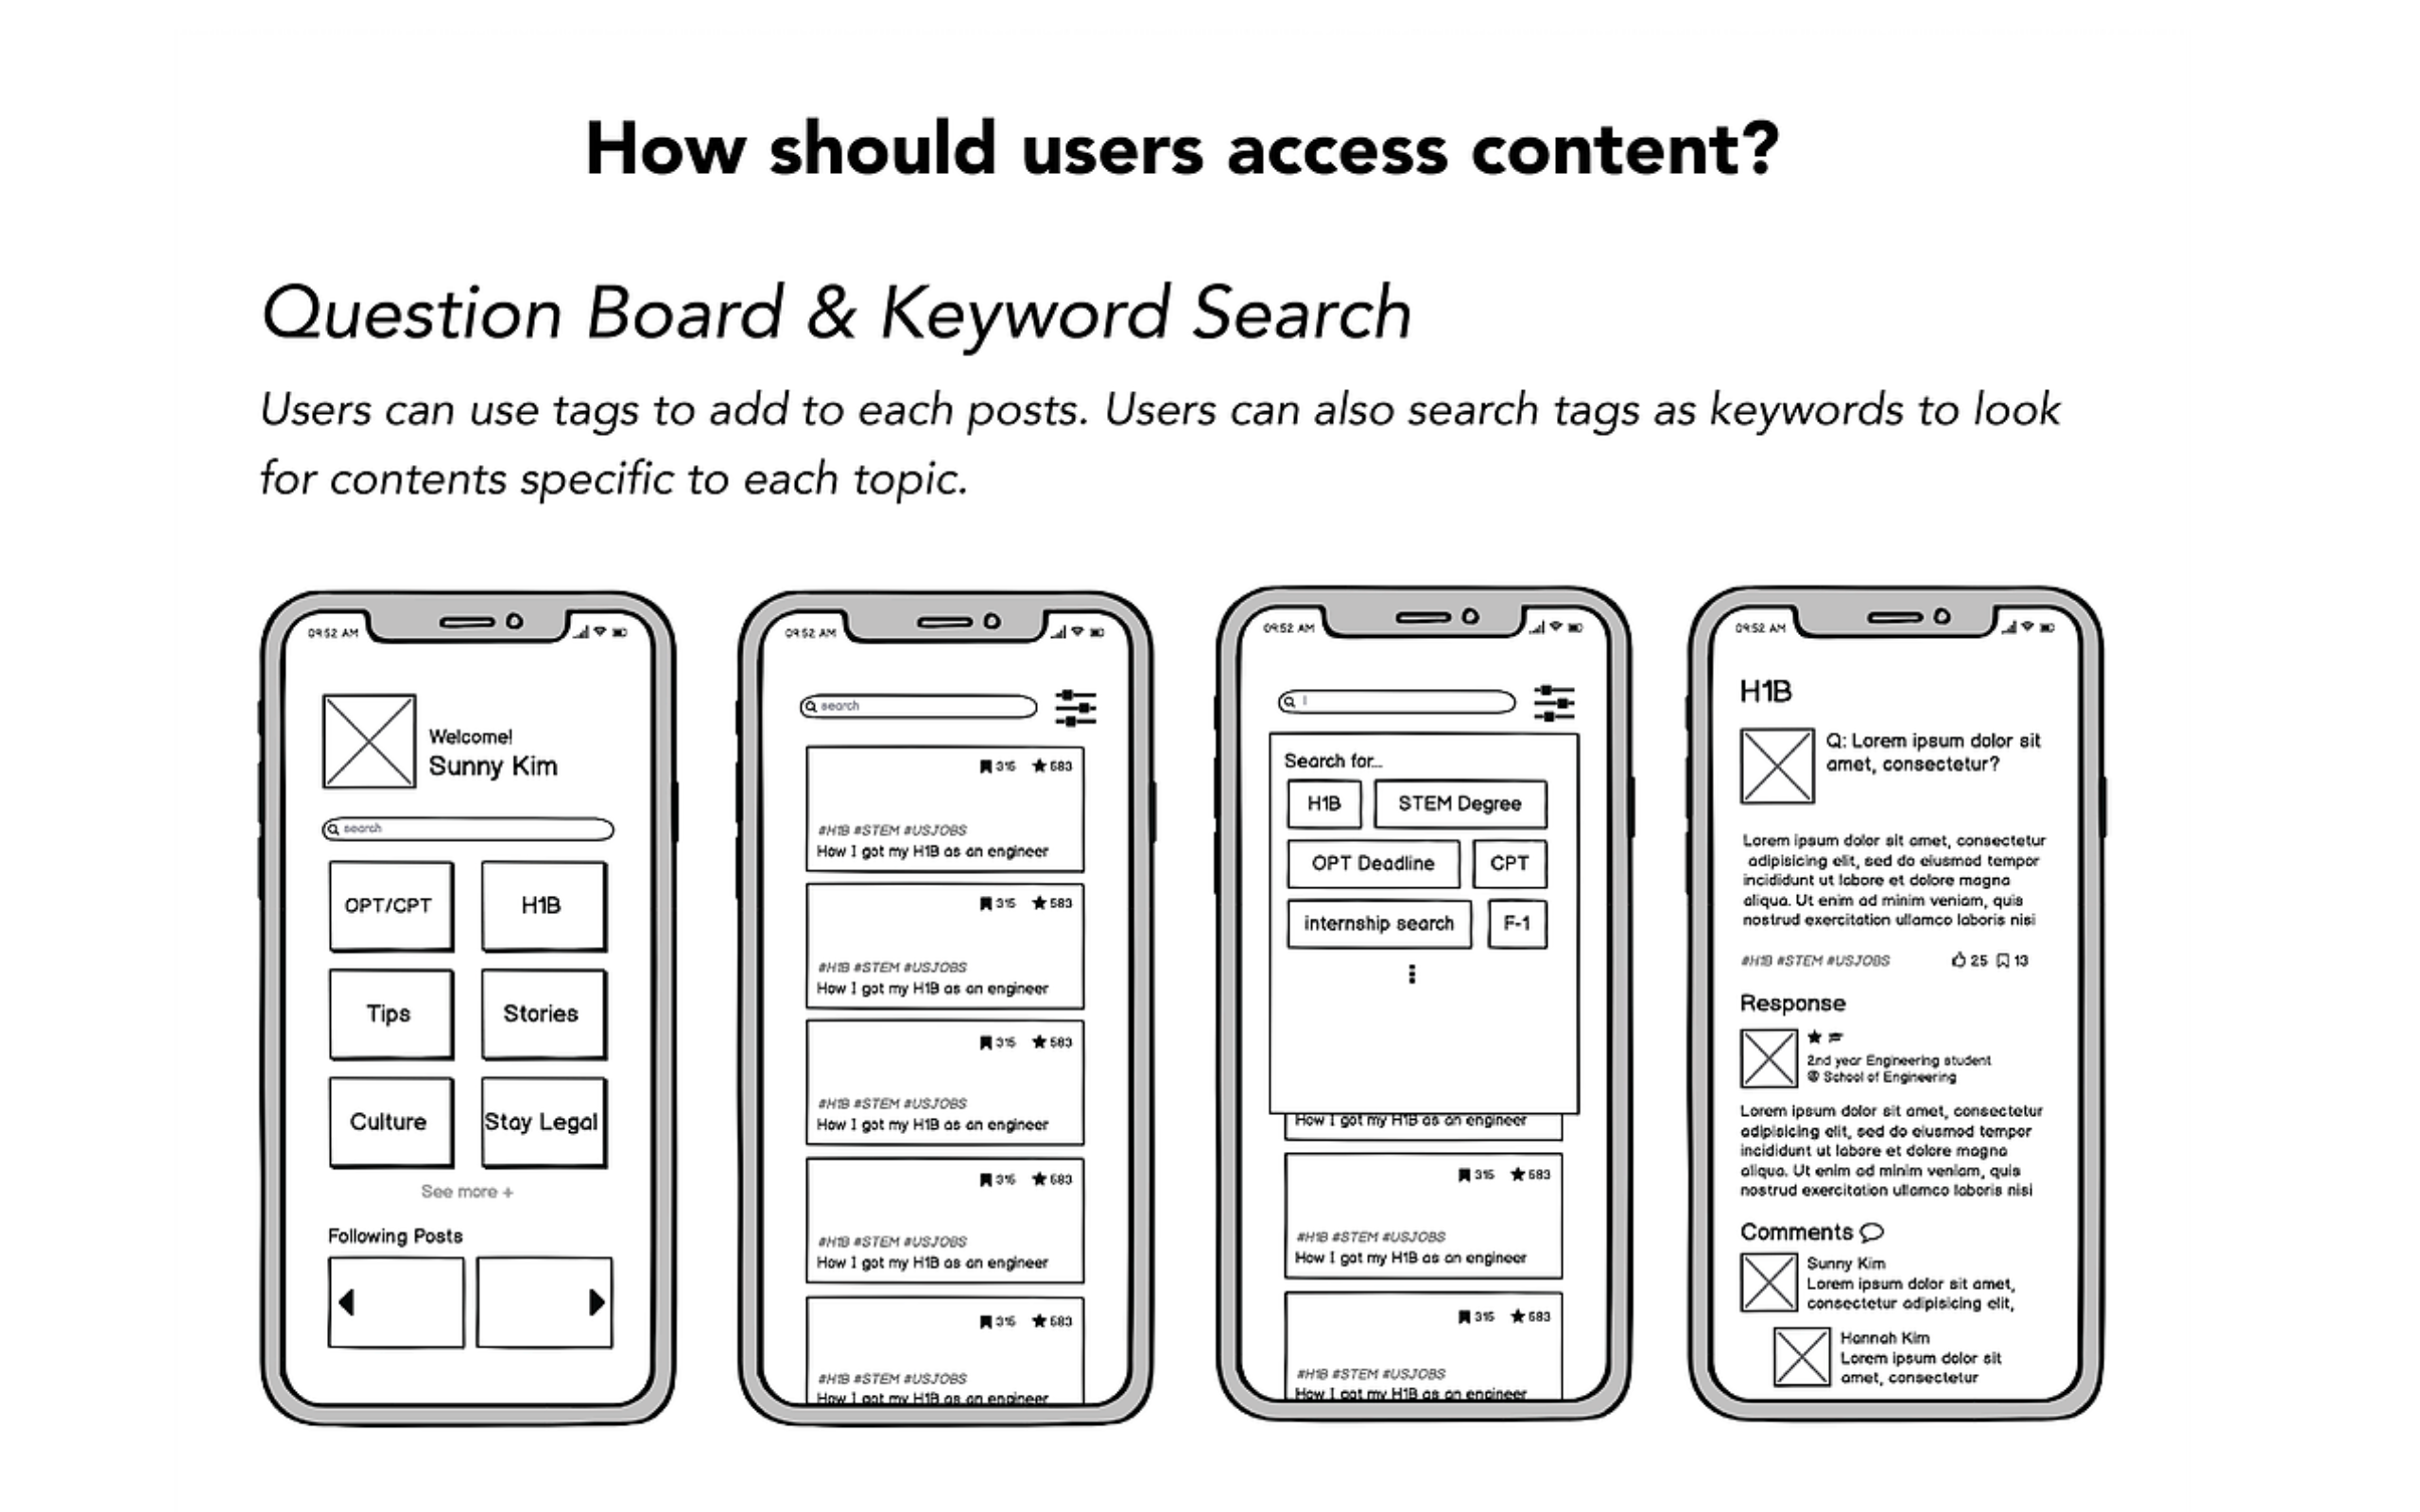 How should users access content?
Question Board & Keyword Search
Users can use tags to add to each posts. Users can also search tags as keywords to look
for contents specific to each topic.
09:52 AM
Welcome!
Sunny Kim
search
OPT/CPT
H1B
Tips
Stories
Culture
Stay Legal
See more +
Following Posts
09:52 AM
search
315 583
#H1B #STEM #USJOBS
How I got my H1B as an engineer
315 583
#H1B #STEM #USJOBS
How I got my H1B as an engineer
315 583
#H1B #STEM #USJOBS
How I got my H1B as an engineer
315 583
#H1B #STEM #USJOBS
How I got my H1B as an engineer
315 583
#H1B #STEM #USJOBS
How I got my H1B as an engineer
09:52 AM
Search for...
H1B
STEM Degree
OPT Deadline
CPT
internship search
F-1
How I got my H1B as an engineer
315 583
#H1B #STEM #USJOBS
How I got my H1B as an engineer
315 583
#H1B #STEM #USJOBS
How I got my H1B as an engineer
09:52 AM
H1B
Q: Lorem ipsum dolor sit
amet, consectetur?
Lorem ipsum dolor sit amet, consectetur
adipisicing elit, sed do eiusmod tempor
incididunt ut labore et dolore magna
aliqua. Ut enim ad minim veniam, quis
nostrud exercitation ullamco laboris nisi
#H1B #STEM #USJOBS 25 13
Response
2nd year Engineering student
@ School of Engineering
Lorem ipsum dolor sit amet, consectetur
adipisicing elit, sed do eiusmod tempor
incididunt ut labore et dolore magna
aliqua. Ut enim ad minim veniam, quis
nostrud exercitation ullamco laboris nisi
Comments
Sunny Kim
Lorem ipsum dolor sit amet,
consectetur adipisicing elit,
Hannah Kim
Lorem ipsum dolor sit
amet, consectetur